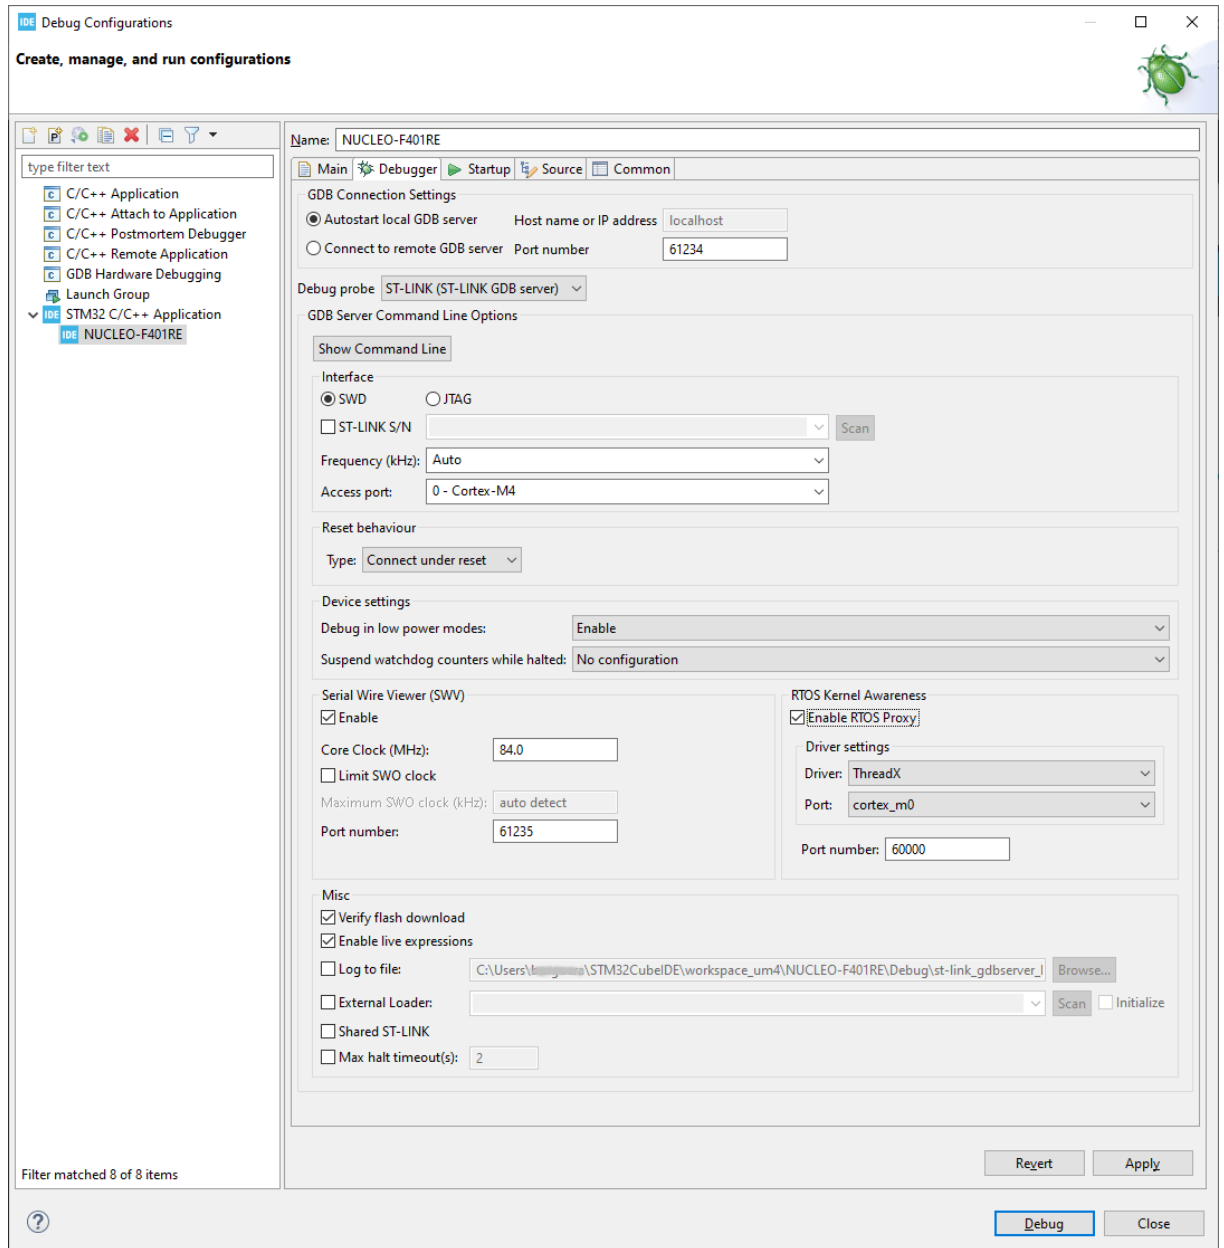 IDE Debug Configurations
Create, manage, and run configurations
Name: NUCLEO-F401RE
type filter text
Main Debugger Startup Source Common
C/C++ Application
C/C++ Attach to Application
C/C++ Postmortem Debugger
C/C++ Remote Application
GDB Hardware Debugging
Launch Group
IDE STM32 C/C++ Application
IDE NUCLEO-F401RE
Filter matched 8 of 8 items
GDB Connection Settings
Autostart local GDB server Host name or IP address localhost
Connect to remote GDB server Port number 61234
Debug probe ST-LINK (ST-LINK GDB server)
GDB Server Command Line Options
Show Command Line
Interface
SWD JTAG
ST-LINK S/N Scan
Frequency (kHz): Auto
Access port: 0 - Cortex-M4
Reset behaviour
Type: Connect under reset
Device settings
Debug in low power modes: Enable
Suspend watchdog counters while halted: No configuration
Serial Wire Viewer (SWV)
Enable
Core Clock (MHz): 84.0
Limit SWO clock
Maximum SWO clock (kHz): auto detect
Port number: 61235
RTOS Kernel Awareness
Enable RTOS Proxy
Driver settings
Driver: ThreadX
Port: cortex_m0
Port number: 60000
Misc
Verify flash download
Enable live expressions
Log to file: C:\Users\ \STM32CubeIDE\workspace_um4\NUCLEO-F401RE\Debug\st-link_gdbserver_l Browse...
External Loader: Scan Initialize
Shared ST-LINK
Max halt timeout(s): 2
Revert Apply
? Debug Close